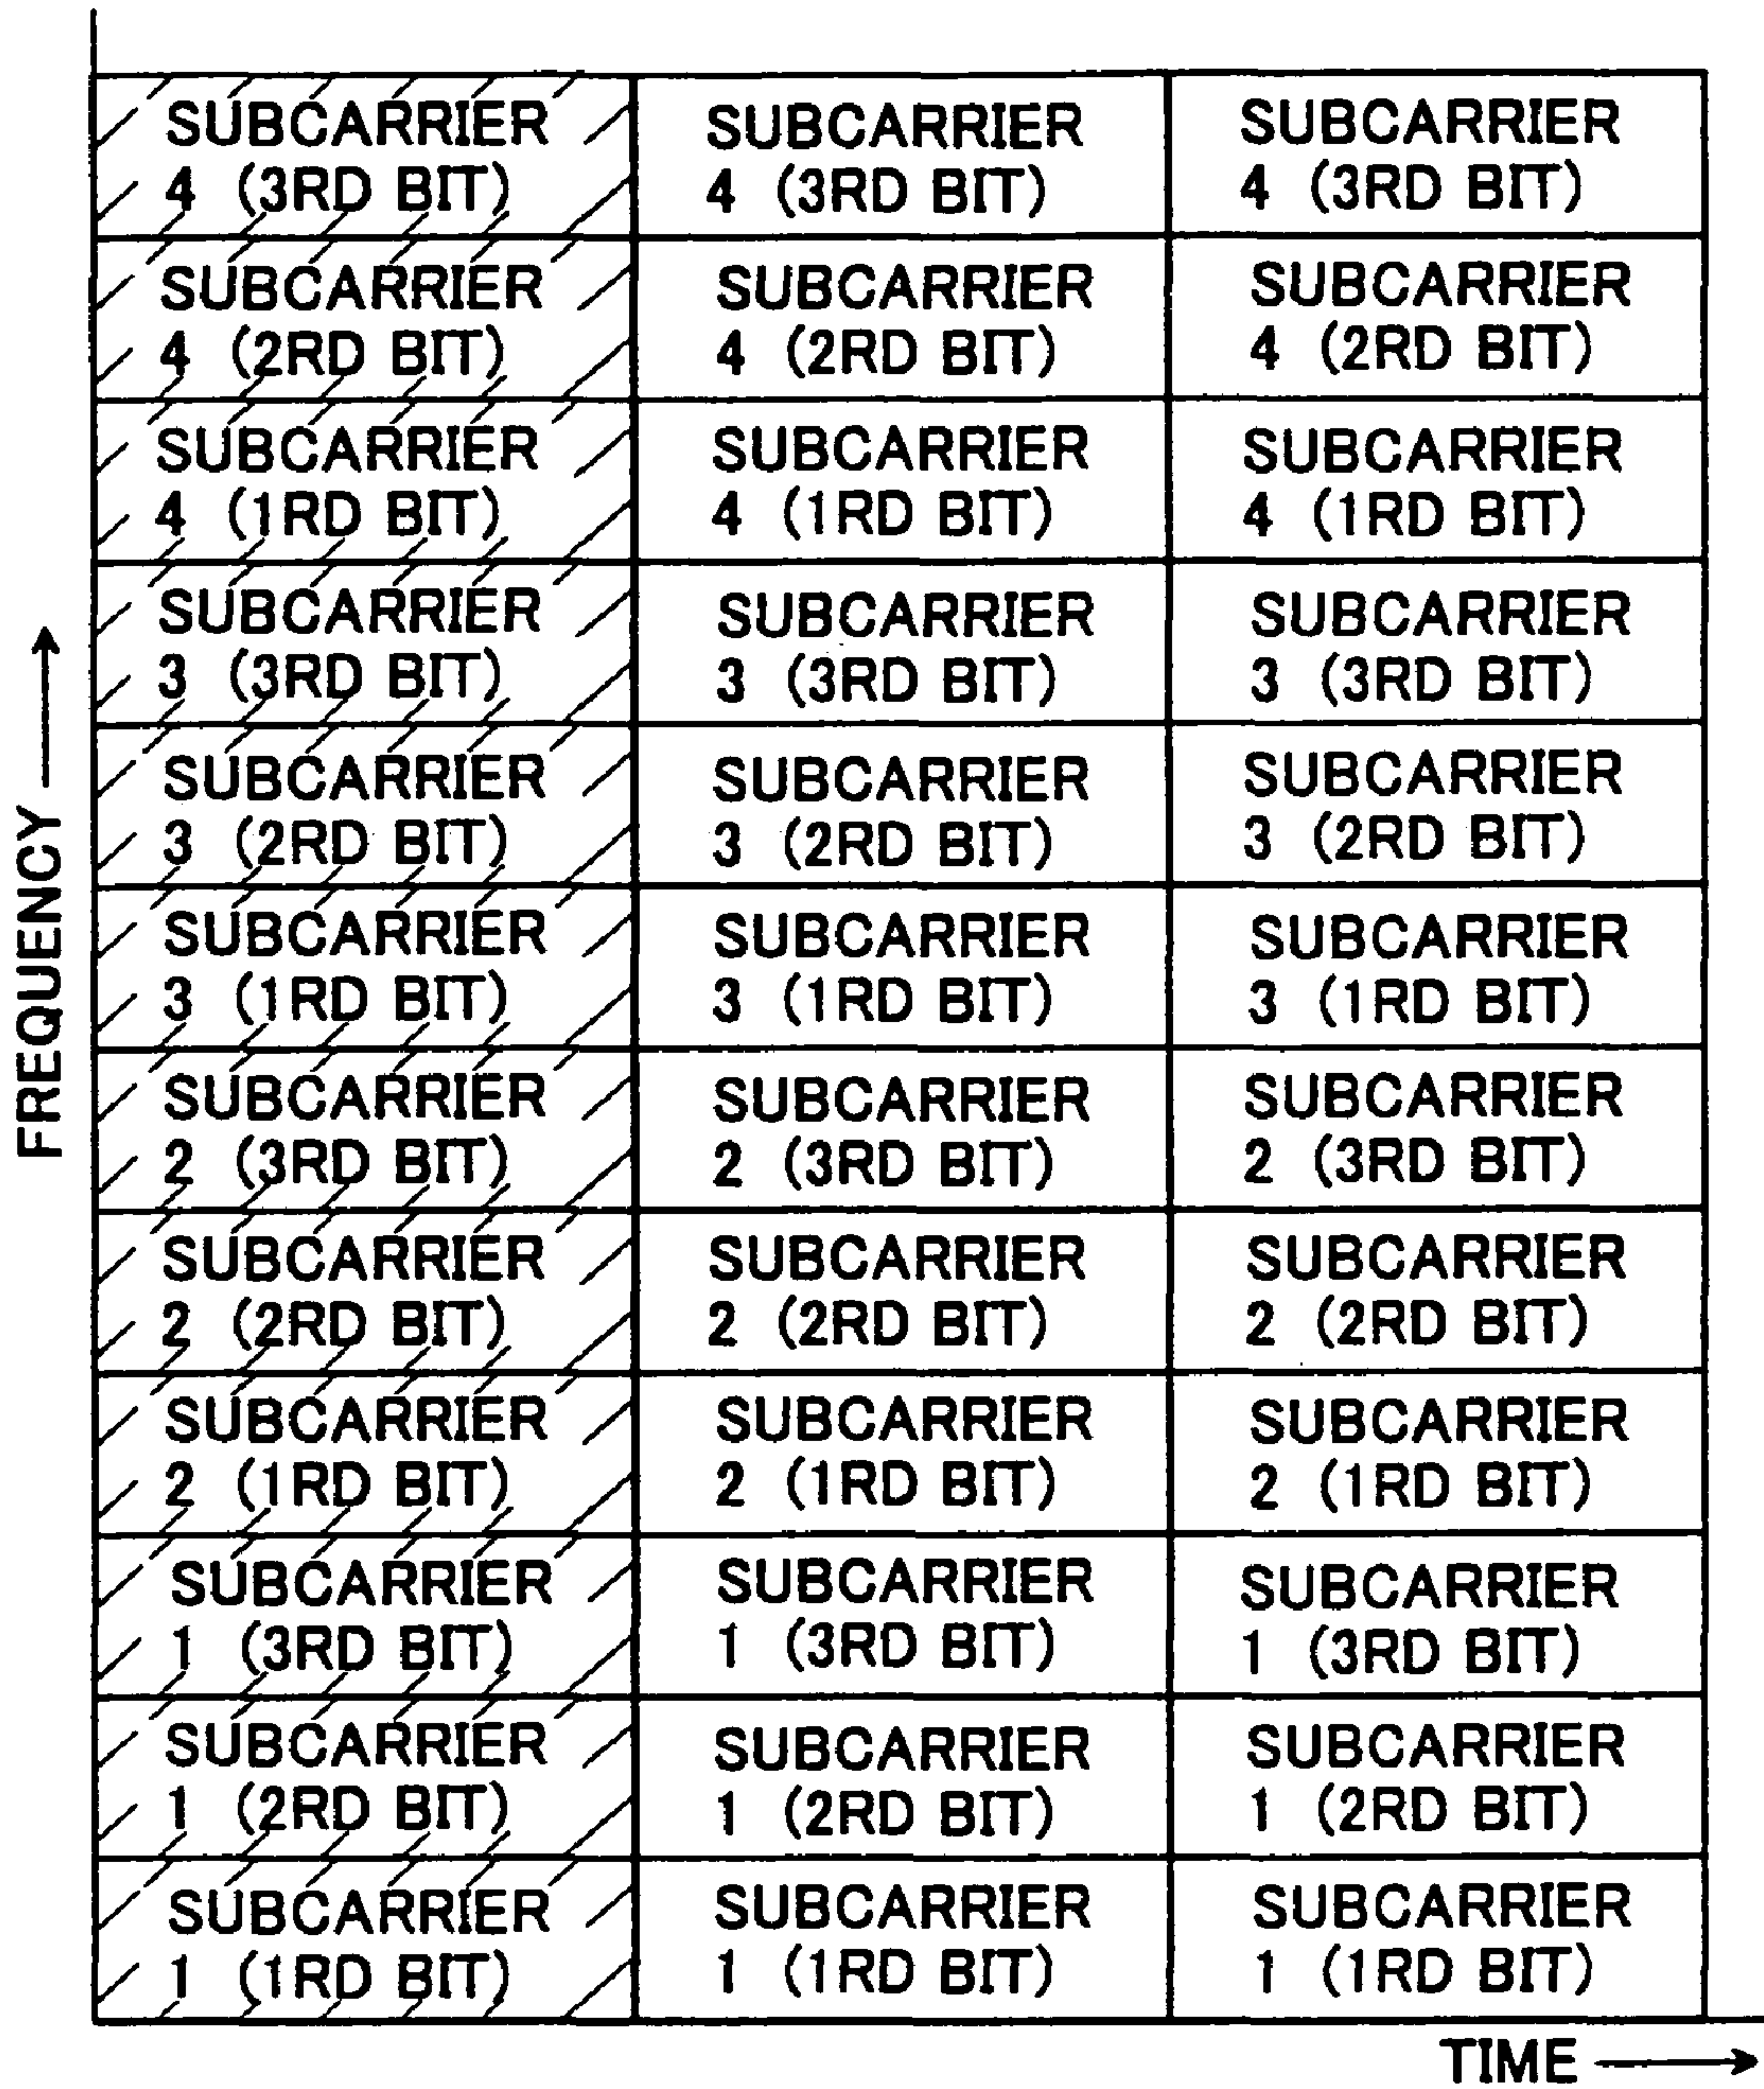 SUBCARRIER
4 (3RD BIT)
SUBCARRIER
4 (3RD BIT)
SUBCARRIER
4 (3RD BIT)
SUBCARRIER
4 (2RD BIT)
SUBCARRIER
4 (2RD BIT)
SUBCARRIER
4 (2RD BIT)
SUBCARRIER
4 (1RD BIT)
SUBCARRIER
4 (1RD BIT)
SUBCARRIER
4 (1RD BIT)
SUBCARRIER
3 (3RD BIT)
SUBCARRIER
3 (3RD BIT)
SUBCARRIER
3 (3RD BIT)
SUBCARRIER
3 (2RD BIT)
SUBCARRIER
3 (2RD BIT)
SUBCARRIER
3 (2RD BIT)
SUBCARRIER
3 (1RD BIT)
SUBCARRIER
3 (1RD BIT)
SUBCARRIER
3 (1RD BIT)
SUBCARRIER
2 (3RD BIT)
SUBCARRIER
2 (3RD BIT)
SUBCARRIER
2 (3RD BIT)
SUBCARRIER
2 (2RD BIT)
SUBCARRIER
2 (2RD BIT)
SUBCARRIER
2 (2RD BIT)
SUBCARRIER
2 (1RD BIT)
SUBCARRIER
2 (1RD BIT)
SUBCARRIER
2 (1RD BIT)
SUBCARRIER
1 (3RD BIT)
SUBCARRIER
1 (3RD BIT)
SUBCARRIER
1 (3RD BIT)
SUBCARRIER
1 (2RD BIT)
SUBCARRIER
1 (2RD BIT)
SUBCARRIER
1 (2RD BIT)
SUBCARRIER
1 (1RD BIT)
SUBCARRIER
1 (1RD BIT)
SUBCARRIER
1 (1RD BIT)
FREQUENCY
TIME